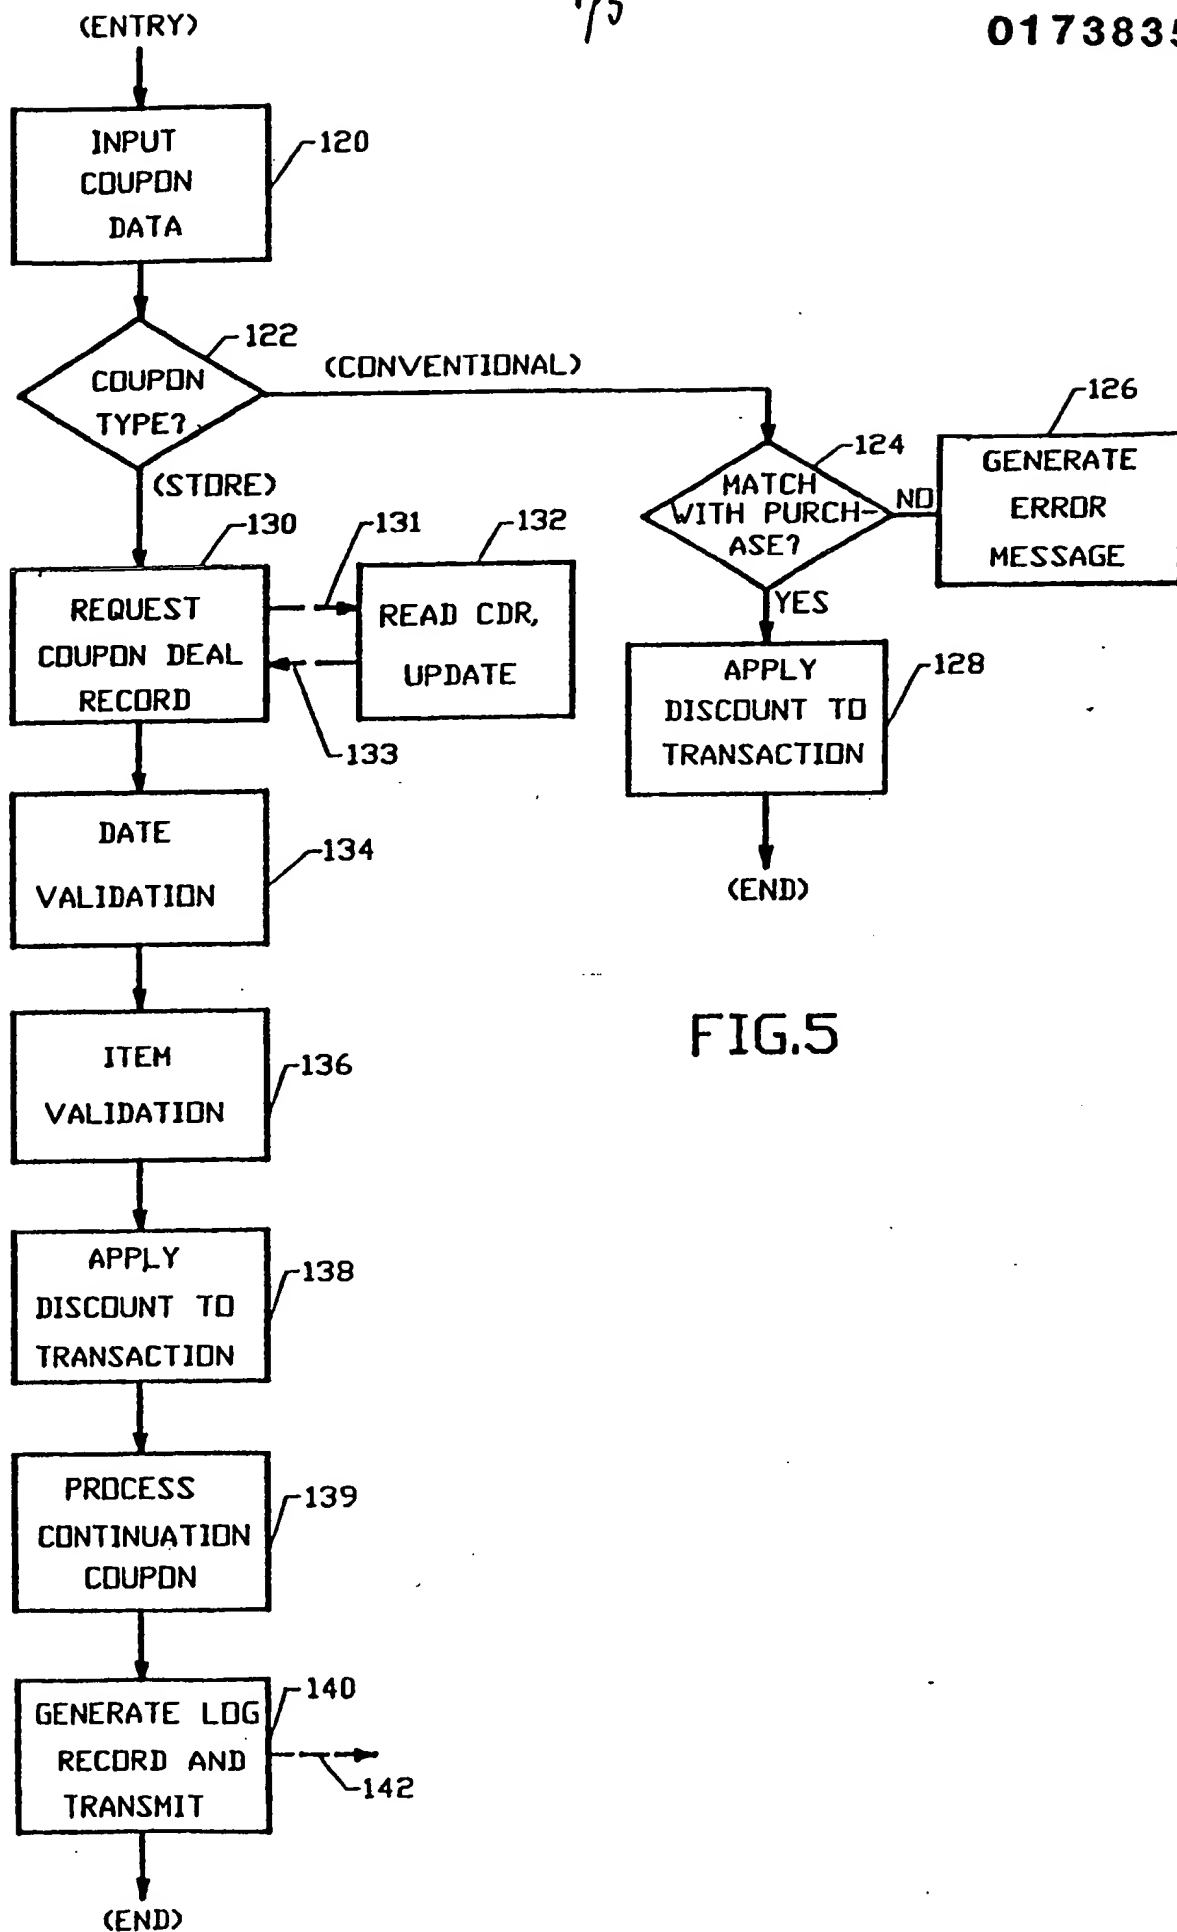 (ENTRY)
0173835
INPUT
COUPON
DATA
120
COUPON
TYPE?
122
(CONVENTIONAL)
(STORE)
MATCH
WITH PURCH-
ASE?
124
NO
GENERATE
ERROR
MESSAGE
126
YES
APPLY
DISCOUNT TO
TRANSACTION
128
(END)
REQUEST
COUPON DEAL
RECORD
130
131
READ CDR,
UPDATE
132
133
DATE
VALIDATION
134
ITEM
VALIDATION
136
APPLY
DISCOUNT TO
TRANSACTION
138
PROCESS
CONTINUATION
COUPON
139
GENERATE LOG
RECORD AND
TRANSMIT
140
142
(END)
FIG.5